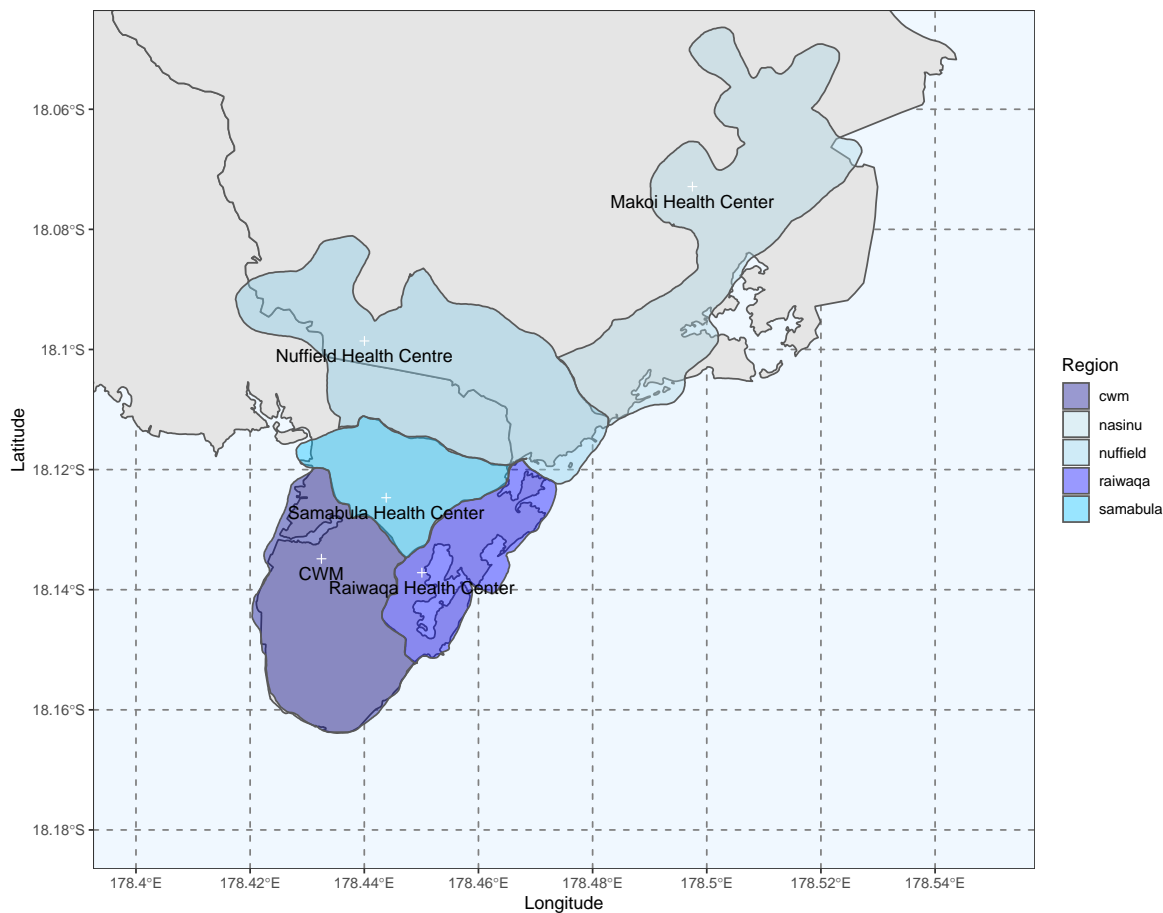 18.06°S
18.08°S
18.1°S
18.12°S
18.14°S
18.16°S
18.18°S
Latitude
Makoi Health Center
Nuffield Health Centre
Samabula Health Center
CWM
Raiwaqa Health Center
178.4°E
178.42°E
178.44°E
178.46°E
178.48°E
178.5°E
178.52°E
178.54°E
Longitude
Region
cwm
nasinu
nuffield
raiwaqa
samabula